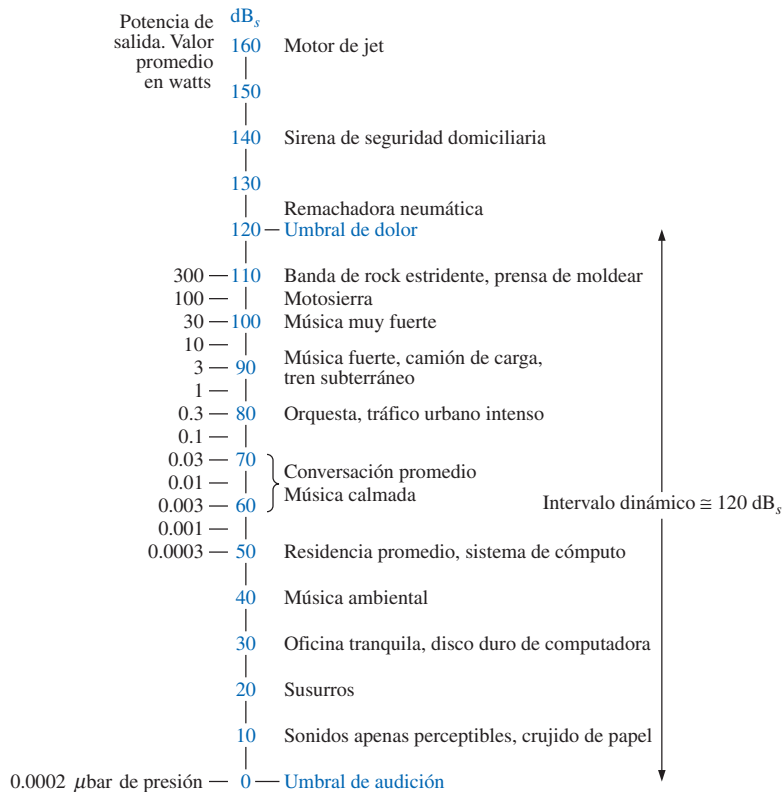 Potencia de salida. Valor promedio en watts
dB_s
160 Motor de jet
150
140 Sirena de seguridad domiciliaria
130
Remachadora neumática
120 — Umbral de dolor
300 — 110 Banda de rock estridente, prensa de moldear
100 — Motosierra
30 — 100 Música muy fuerte
10 —
3 — 90 Música fuerte, camión de carga,
tren subterráneo
1 —
0.3 — 80 Orquesta, tráfico urbano intenso
0.1 —
0.03 — 70
Conversación promedio
0.01 —
Música calmada
0.003 — 60
Intervalo dinámico ≅ 120 dB_s
0.001 —
0.0003 — 50 Residencia promedio, sistema de cómputo
40 Música ambiental
30 Oficina tranquila, disco duro de computadora
20 Susurros
10 Sonidos apenas perceptibles, crujido de papel
0.0002 μbar de presión — 0 — Umbral de audición